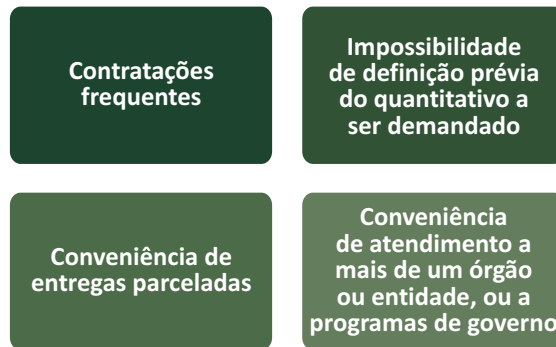 Contratações
frequentes
Impossibilidade
de definição prévia
do quantitativo a
ser demandado
Conveniência de
entregas parceladas
Conveniência
de atendimento a
mais de um órgão
ou entidade, ou a
programas de governo